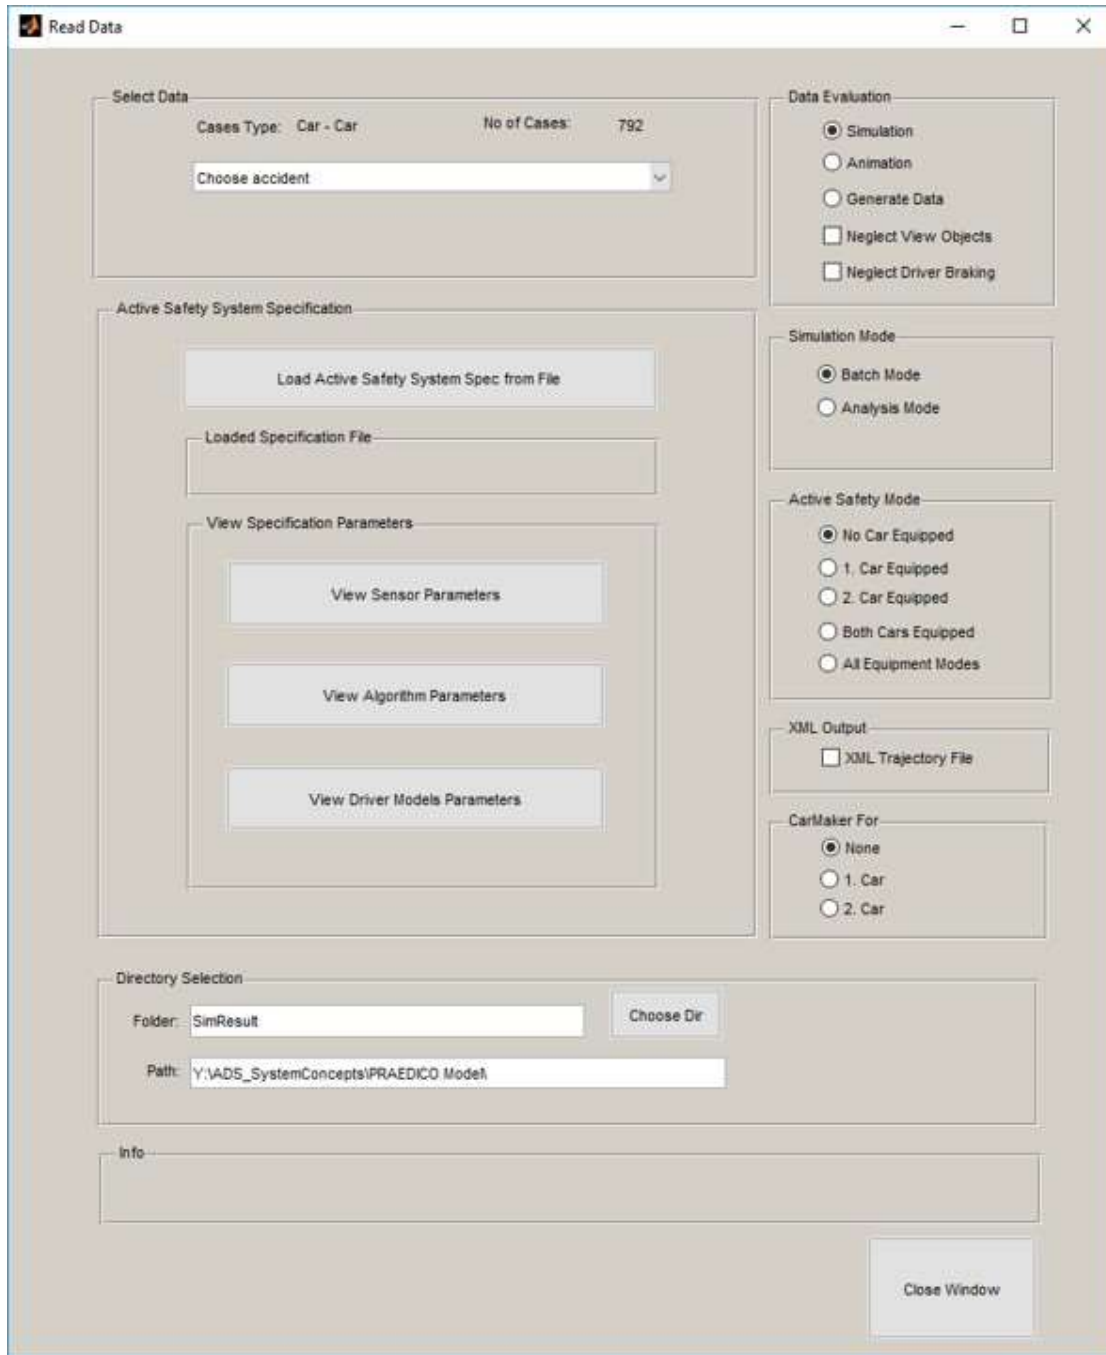 Read Data
Select Data
Cases Type: Car - Car No of Cases: 792
Choose accident
Data Evaluation
Simulation
Animation
Generate Data
Neglect View Objects
Neglect Driver Braking
Active Safety System Specification
Load Active Safety System Spec from File
Loaded Specification File
View Specification Parameters
View Sensor Parameters
View Algorithm Parameters
View Driver Models Parameters
Simulation Mode
Batch Mode
Analysis Mode
Active Safety Mode
No Car Equipped
1. Car Equipped
2. Car Equipped
Both Cars Equipped
All Equipment Modes
XML Output
XML Trajectory File
CarMaker For
None
1. Car
2. Car
Directory Selection
Folder: SimResult Choose Dir
Path: Y:\ADS_SystemConcepts\PRAEDICO Model\
Info
Close Window